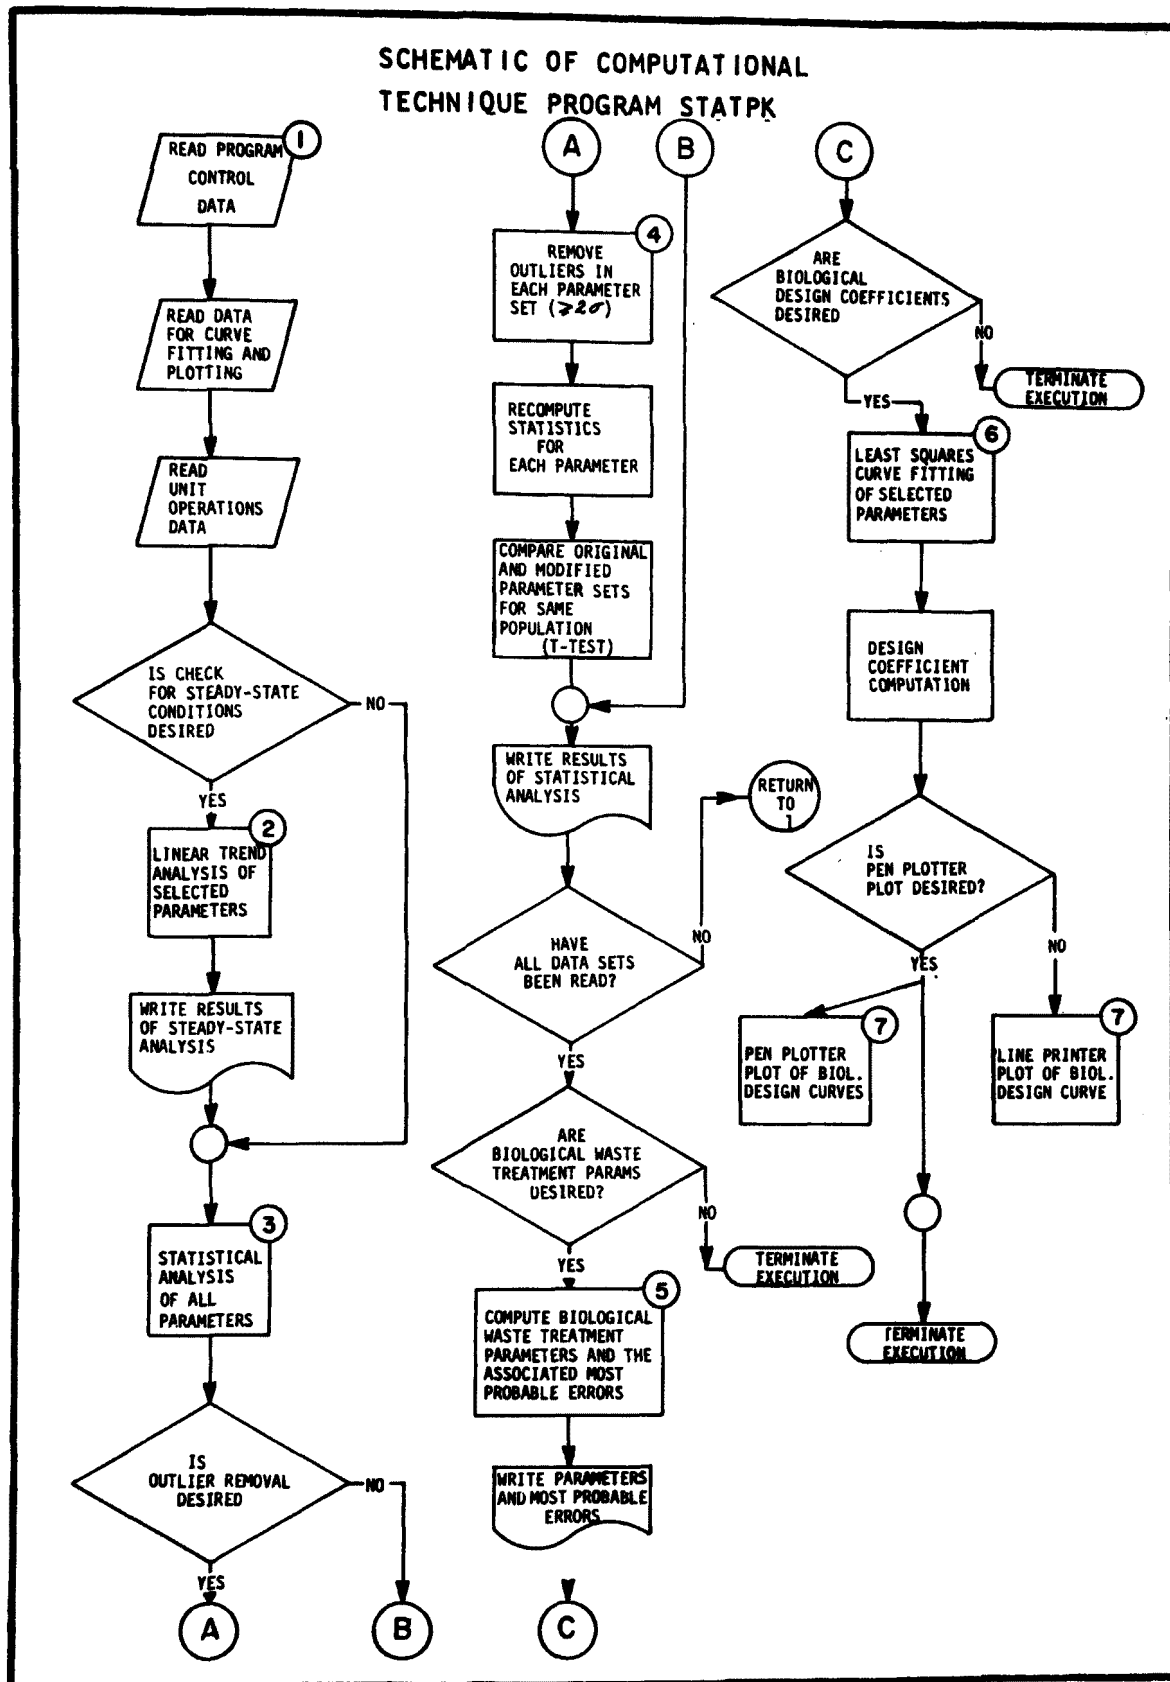 SCHEMATIC OF COMPUTATIONAL
TECHNIQUE PROGRAM STATPK
1
READ PROGRAM
CONTROL
DATA
READ DATA
FOR CURVE
FITTING AND
PLOTTING
READ
UNIT
OPERATIONS
DATA
IS CHECK
FOR STEADY-STATE
CONDITIONS
DESIRED
NO
YES
2
LINEAR TREND
ANALYSIS OF
SELECTED
PARAMETERS
WRITE RESULTS
OF STEADY-STATE
ANALYSIS
3
STATISTICAL
ANALYSIS
OF ALL
PARAMETERS
IS
OUTLIER REMOVAL
DESIRED
NO
YES
A
B
A
B
4
REMOVE
OUTLIERS IN
EACH PARAMETER
SET (≥2σ)
RECOMPUTE
STATISTICS
FOR
EACH PARAMETER
COMPARE ORIGINAL
AND MODIFIED
PARAMETER SETS
FOR SAME
POPULATION
(T-TEST)
WRITE RESULTS
OF STATISTICAL
ANALYSIS
RETURN
TO
1
HAVE
ALL DATA SETS
BEEN READ?
NO
YES
ARE
BIOLOGICAL WASTE
TREATMENT PARAMS
DESIRED?
NO
TERMINATE
EXECUTION
YES
5
COMPUTE BIOLOGICAL
WASTE TREATMENT
PARAMETERS AND THE
ASSOCIATED MOST
PROBABLE ERRORS
WRITE PARAMETERS
AND MOST PROBABLE
ERRORS
C
C
ARE
BIOLOGICAL
DESIGN COEFFICIENTS
DESIRED
NO
TERMINATE
EXECUTION
YES
6
LEAST SQUARES
CURVE FITTING
OF SELECTED
PARAMETERS
DESIGN
COEFFICIENT
COMPUTATION
IS
PEN PLOTTER
PLOT DESIRED?
NO
YES
7
PEN PLOTTER
PLOT OF BIOL.
DESIGN CURVES
7
LINE PRINTER
PLOT OF BIOL.
DESIGN CURVE
TERMINATE
EXECUTION